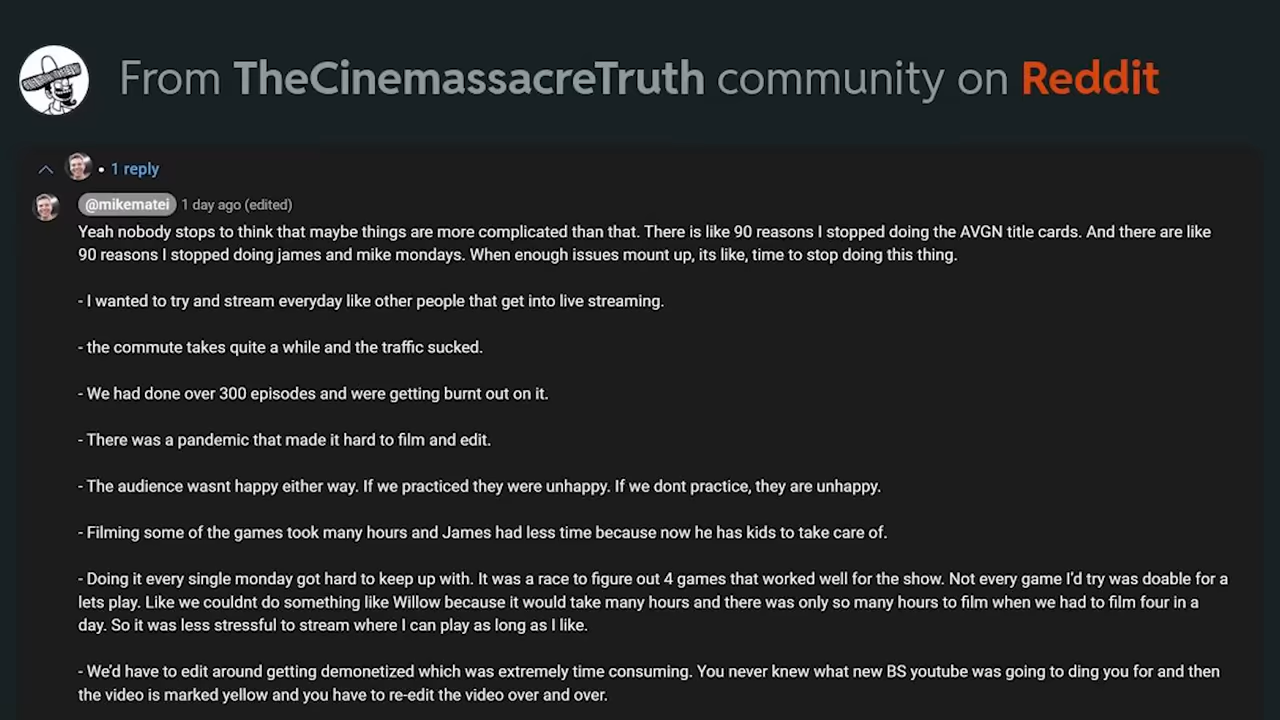 From TheCinemassacreTruth community on Reddit
• 1 reply
@mikematei 1 day ago (edited)
Yeah nobody stops to think that maybe things are more complicated than that. There is like 90 reasons I stopped doing the AVGN title cards. And there are like
90 reasons I stopped doing james and mike mondays. When enough issues mount up, its like, time to stop doing this thing.
- I wanted to try and stream everyday like other people that get into live streaming.
- the commute takes quite a while and the traffic sucked.
- We had done over 300 episodes and were getting burnt out on it.
- There was a pandemic that made it hard to film and edit.
- The audience wasnt happy either way. If we practiced they were unhappy. If we dont practice, they are unhappy.
- Filming some of the games took many hours and James had less time because now he has kids to take care of.
- Doing it every single monday got hard to keep up with. It was a race to figure out 4 games that worked well for the show. Not every game I'd try was doable for a
lets play. Like we couldnt do something like Willow because it would take many hours and there was only so many hours to film when we had to film four in a
day. So it was less stressful to stream where I can play as long as I like.
- We'd have to edit around getting demonetized which was extremely time consuming. You never knew what new BS youtube was going to ding you for and then
the video is marked yellow and you have to re-edit the video over and over.